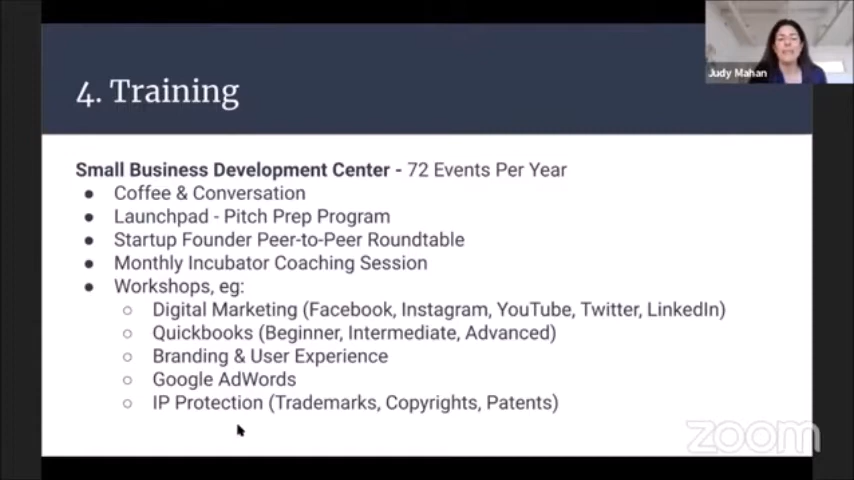 Judy Mahan
4. Training
Small Business Development Center - 72 Events Per Year
● Coffee & Conversation
● Launchpad - Pitch Prep Program
● Startup Founder Peer-to-Peer Roundtable
● Monthly Incubator Coaching Session
● Workshops, eg:
○ Digital Marketing (Facebook, Instagram, YouTube, Twitter, LinkedIn)
○ Quickbooks (Beginner, Intermediate, Advanced)
○ Branding & User Experience
○ Google AdWords
○ IP Protection (Trademarks, Copyrights, Patents)
zoom